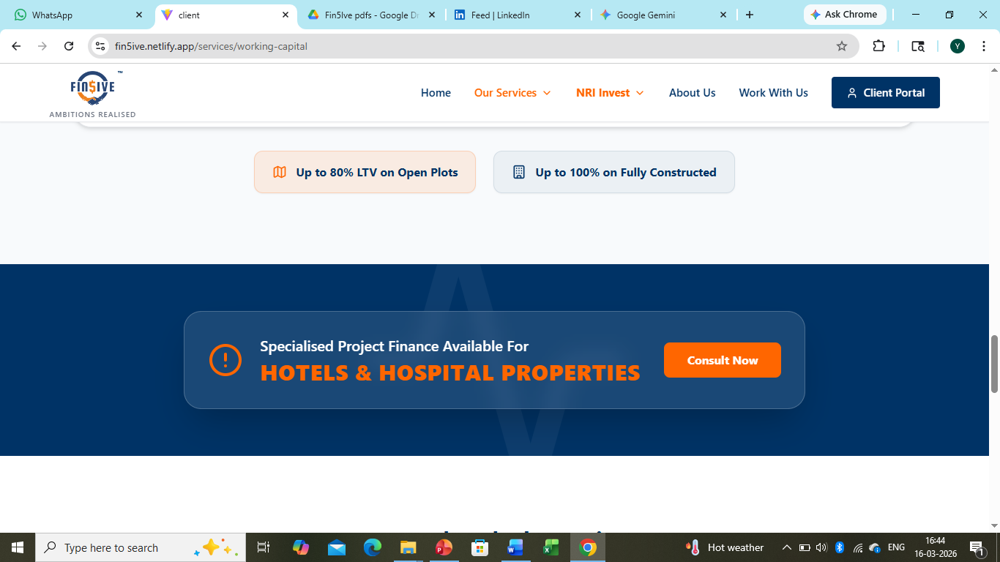 WhatsApp
client
Fin5Ive pdfs - Google Dr
Feed | LinkedIn
Google Gemini
Ask Chrome
fin5ive.netlify.app/services/working-capital
Y
FIN5IVE
TM
AMBITIONS REALISED
Home
Our Services
NRI Invest
About Us
Work With Us
Client Portal
Up to 80% LTV on Open Plots
Up to 100% on Fully Constructed
Specialised Project Finance Available For
HOTELS & HOSPITAL PROPERTIES
Consult Now
Type here to search
Hot weather
ENG
16:44
16-03-2026
1